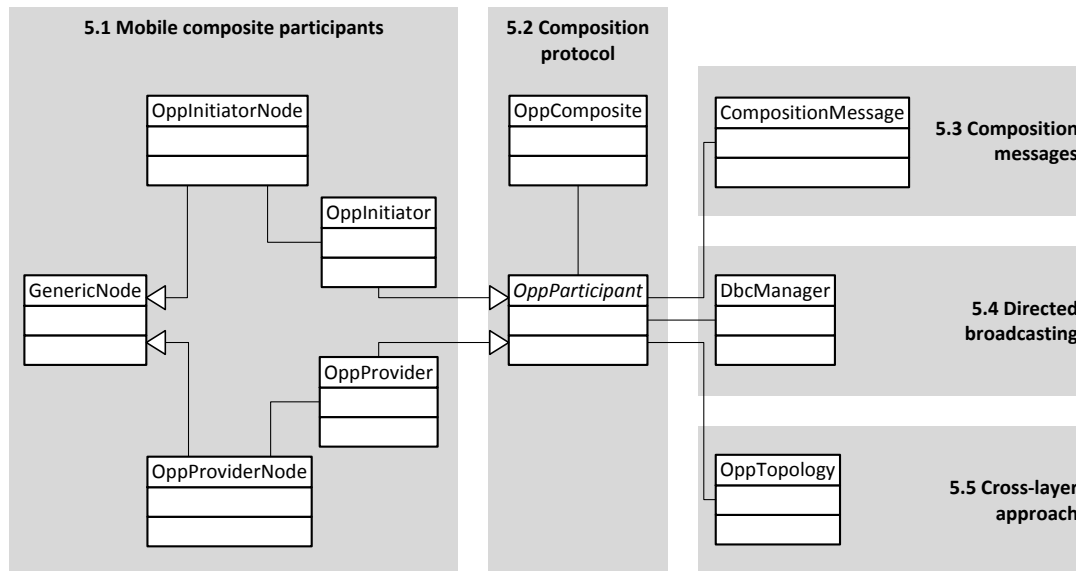 5.1 Mobile composite participants
OppInitiatorNode
OppInitiator
GenericNode
OppProvider
OppProviderNode
5.2 Composition
protocol
OppComposite
OppParticipant
CompositionMessage
5.3 Composition
messages
DbcManager
5.4 Directed
broadcasting
OppTopology
5.5 Cross-layer
approach